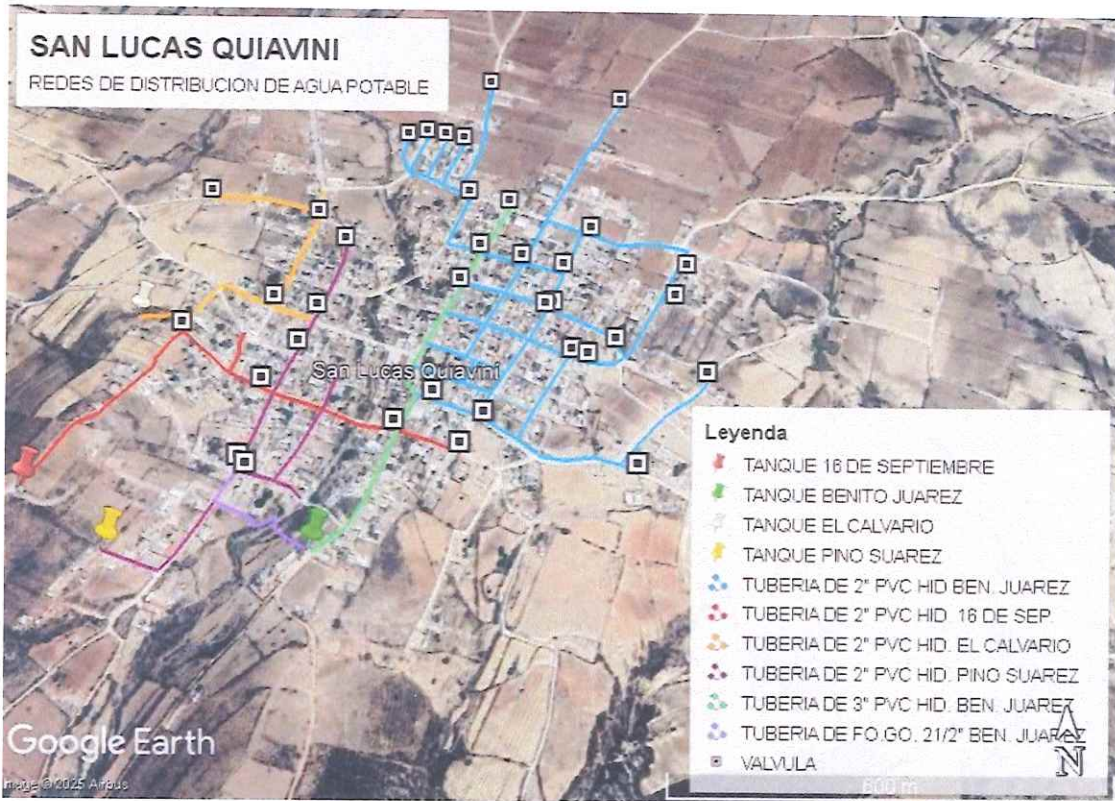 SAN LUCAS QUIAVINI
REDES DE DISTRIBUCION DE AGUA POTABLE
San Lucas Quiavini
Leyenda
TANQUE 16 DE SEPTIEMBRE
TANQUE BENITO JUAREZ
TANQUE EL CALVARIO
TANQUE PINO SUAREZ
TUBERIA DE 2" PVC HID BEN. JUAREZ
TUBERIA DE 2" PVC HID. 16 DE SEP.
TUBERIA DE 2" PVC HID. EL CALVARIO
TUBERIA DE 2" PVC HID. PINO SUAREZ
TUBERIA DE 3" PVC HID. BEN. JUAREZ
TUBERIA DE FO.GO. 21/2" BEN. JUAREZ
VALVULA
N
Google Earth
Image © 2025 Airbus
600 m